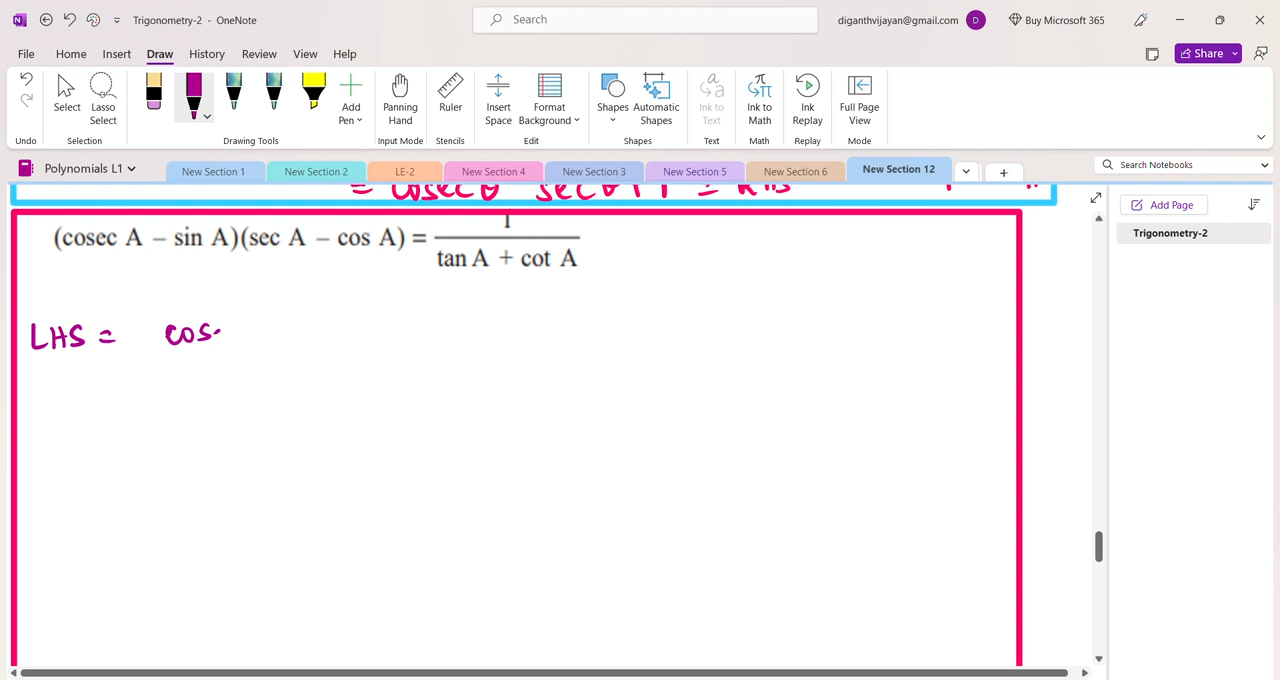 Trigonometry-2 - OneNote
Search
diganthvijayan@gmail.com
D
Buy Microsoft 365
File Home Insert Draw History Review View Help
Share
Undo
Select
Lasso Select
Selection
Drawing Tools
Add Pen
Panning Hand
Input Mode
Ruler
Stencils
Insert Space
Format Background
Edit
Shapes
Automatic Shapes
Shapes
Ink to Text
Text
Ink to Math
Math
Ink Replay
Replay
Full Page View
Mode
Polynomials L1
New Section 1
New Section 2
LE-2
New Section 4
New Section 3
New Section 5
New Section 6
New Section 12
Search Notebooks
Add Page
Trigonometry-2
= cosec θ sec θ + 1 = RHS
(cosec A – sin A)(sec A – cos A) = 1 / tan A + cot A
LHS = cos